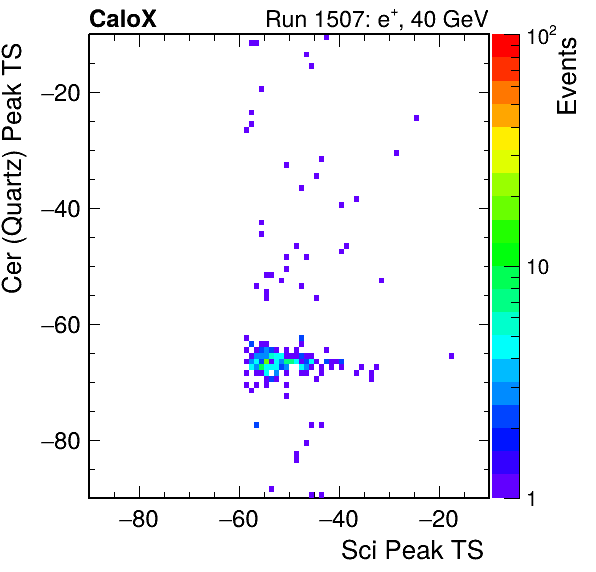 CaloX Run 1507: e⁺, 40 GeV
Cer (Quartz) Peak TS
−20
−40
−60
−80
−80 −60 −40 −20
Sci Peak TS
Events
10²
10
1